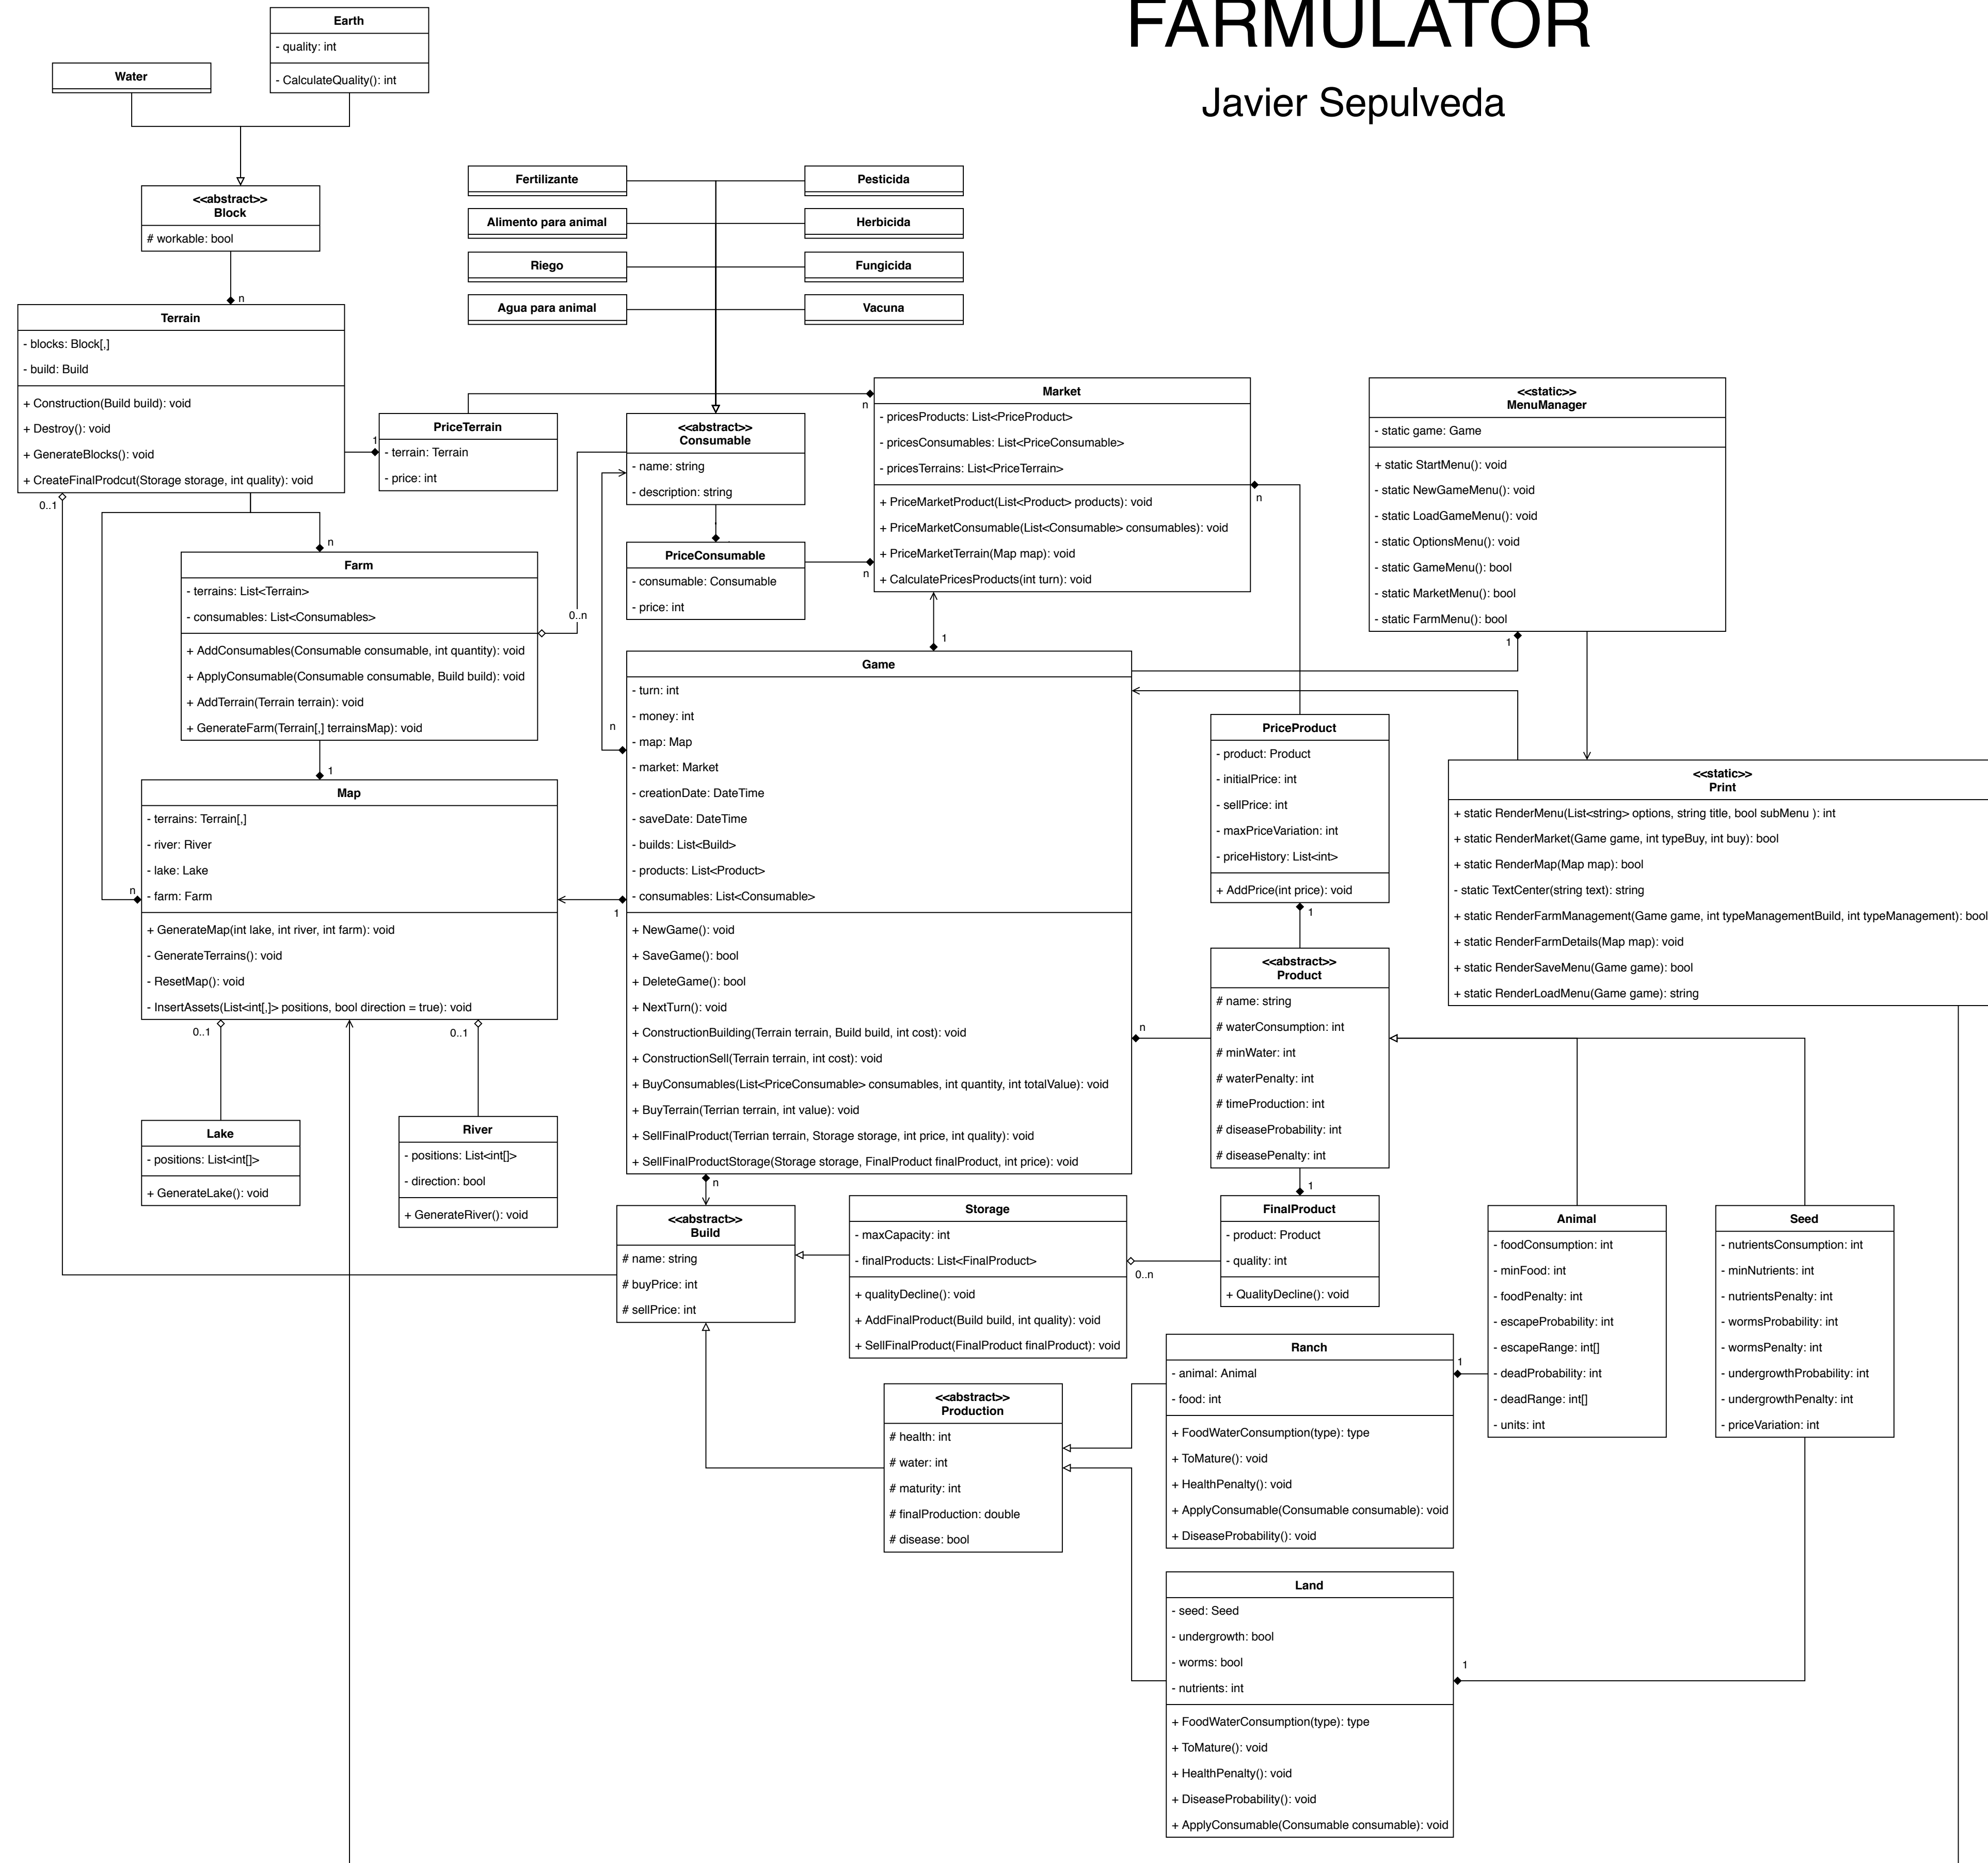 FARMULATOR
Javier Sepulveda
Earth
- quality: int
- CalculateQuality(): int
Water
<<abstract>>
Block
# workable: bool
n
Fertilizante
Pesticida
Alimento para animal
Herbicida
Riego
Fungicida
Agua para animal
Vacuna
Terrain
- blocks: Block[,]
- build: Build
+ Construction(Build build): void
+ Destroy(): void
+ GenerateBlocks(): void
+ CreateFinalProdcut(Storage storage, int quality): void
0..1
n
1
PriceTerrain
- terrain: Terrain
- price: int
<<abstract>>
Consumable
- name: string
- description: string
PriceConsumable
- consumable: Consumable
- price: int
n
n
Market
- pricesProducts: List<PriceProduct>
- pricesConsumables: List<PriceConsumable>
- pricesTerrains: List<PriceTerrain>
+ PriceMarketProduct(List<Product> products): void
+ PriceMarketConsumable(List<Consumable> consumables): void
+ PriceMarketTerrain(Map map): void
+ CalculatePricesProducts(int turn): void
n
1
<<static>>
MenuManager
- static game: Game
+ static StartMenu(): void
- static NewGameMenu(): void
- static LoadGameMenu(): void
- static OptionsMenu(): void
- static GameMenu(): bool
- static MarketMenu(): bool
- static FarmMenu(): bool
1
Farm
- terrains: List<Terrain>
- consumables: List<Consumables>
+ AddConsumables(Consumable consumable, int quantity): void
+ ApplyConsumable(Consumable consumable, Build build): void
+ AddTerrain(Terrain terrain): void
+ GenerateFarm(Terrain[,] terrainsMap): void
0..n
n
1
Game
- turn: int
- money: int
- map: Map
- market: Market
- creationDate: DateTime
- saveDate: DateTime
- builds: List<Build>
- products: List<Product>
- consumables: List<Consumable>
+ NewGame(): void
+ SaveGame(): bool
+ DeleteGame(): bool
+ NextTurn(): void
+ ConstructionBuilding(Terrain terrain, Build build, int cost): void
+ ConstructionSell(Terrain terrain, int cost): void
+ BuyConsumables(List<PriceConsumable> consumables, int quantity, int totalValue): void
+ BuyTerrain(Terrian terrain, int value): void
+ SellFinalProduct(Terrian terrain, Storage storage, int price, int quality): void
+ SellFinalProductStorage(Storage storage, FinalProduct finalProduct, int price): void
1
n
n
PriceProduct
- product: Product
- initialPrice: int
- sellPrice: int
- maxPriceVariation: int
- priceHistory: List<int>
+ AddPrice(int price): void
1
<<static>>
Print
+ static RenderMenu(List<string> options, string title, bool subMenu ): int
+ static RenderMarket(Game game, int typeBuy, int buy): bool
+ static RenderMap(Map map): bool
- static TextCenter(string text): string
+ static RenderFarmManagement(Game game, int typeManagementBuild, int typeManagement): bool
+ static RenderFarmDetails(Map map): void
+ static RenderSaveMenu(Game game): bool
+ static RenderLoadMenu(Game game): string
Map
- terrains: Terrain[,]
- river: River
- lake: Lake
- farm: Farm
+ GenerateMap(int lake, int river, int farm): void
- GenerateTerrains(): void
- ResetMap(): void
- InsertAssets(List<int[,]> positions, bool direction = true): void
n
0..1
0..1
<<abstract>>
Product
# name: string
# waterConsumption: int
# minWater: int
# waterPenalty: int
# timeProduction: int
# diseaseProbability: int
# diseasePenalty: int
1
Lake
- positions: List<int[]>
+ GenerateLake(): void
River
- positions: List<int[]>
- direction: bool
+ GenerateRiver(): void
<<abstract>>
Build
# name: string
# buyPrice: int
# sellPrice: int
Storage
- maxCapacity: int
- finalProducts: List<FinalProduct>
+ qualityDecline(): void
+ AddFinalProduct(Build build, int quality): void
+ SellFinalProduct(FinalProduct finalProduct): void
0..n
FinalProduct
- product: Product
- quality: int
+ QualityDecline(): void
Animal
- foodConsumption: int
- minFood: int
- foodPenalty: int
- escapeProbability: int
- escapeRange: int[]
- deadProbability: int
- deadRange: int[]
- units: int
Seed
- nutrientsConsumption: int
- minNutrients: int
- nutrientsPenalty: int
- wormsProbability: int
- wormsPenalty: int
- undergrowthProbability: int
- undergrowthPenalty: int
- priceVariation: int
<<abstract>>
Production
# health: int
# water: int
# maturity: int
# finalProduction: double
# disease: bool
Ranch
- animal: Animal
- food: int
+ FoodWaterConsumption(type): type
+ ToMature(): void
+ HealthPenalty(): void
+ ApplyConsumable(Consumable consumable): void
+ DiseaseProbability(): void
1
Land
- seed: Seed
- undergrowth: bool
- worms: bool
- nutrients: int
+ FoodWaterConsumption(type): type
+ ToMature(): void
+ HealthPenalty(): void
+ DiseaseProbability(): void
+ ApplyConsumable(Consumable consumable): void
1